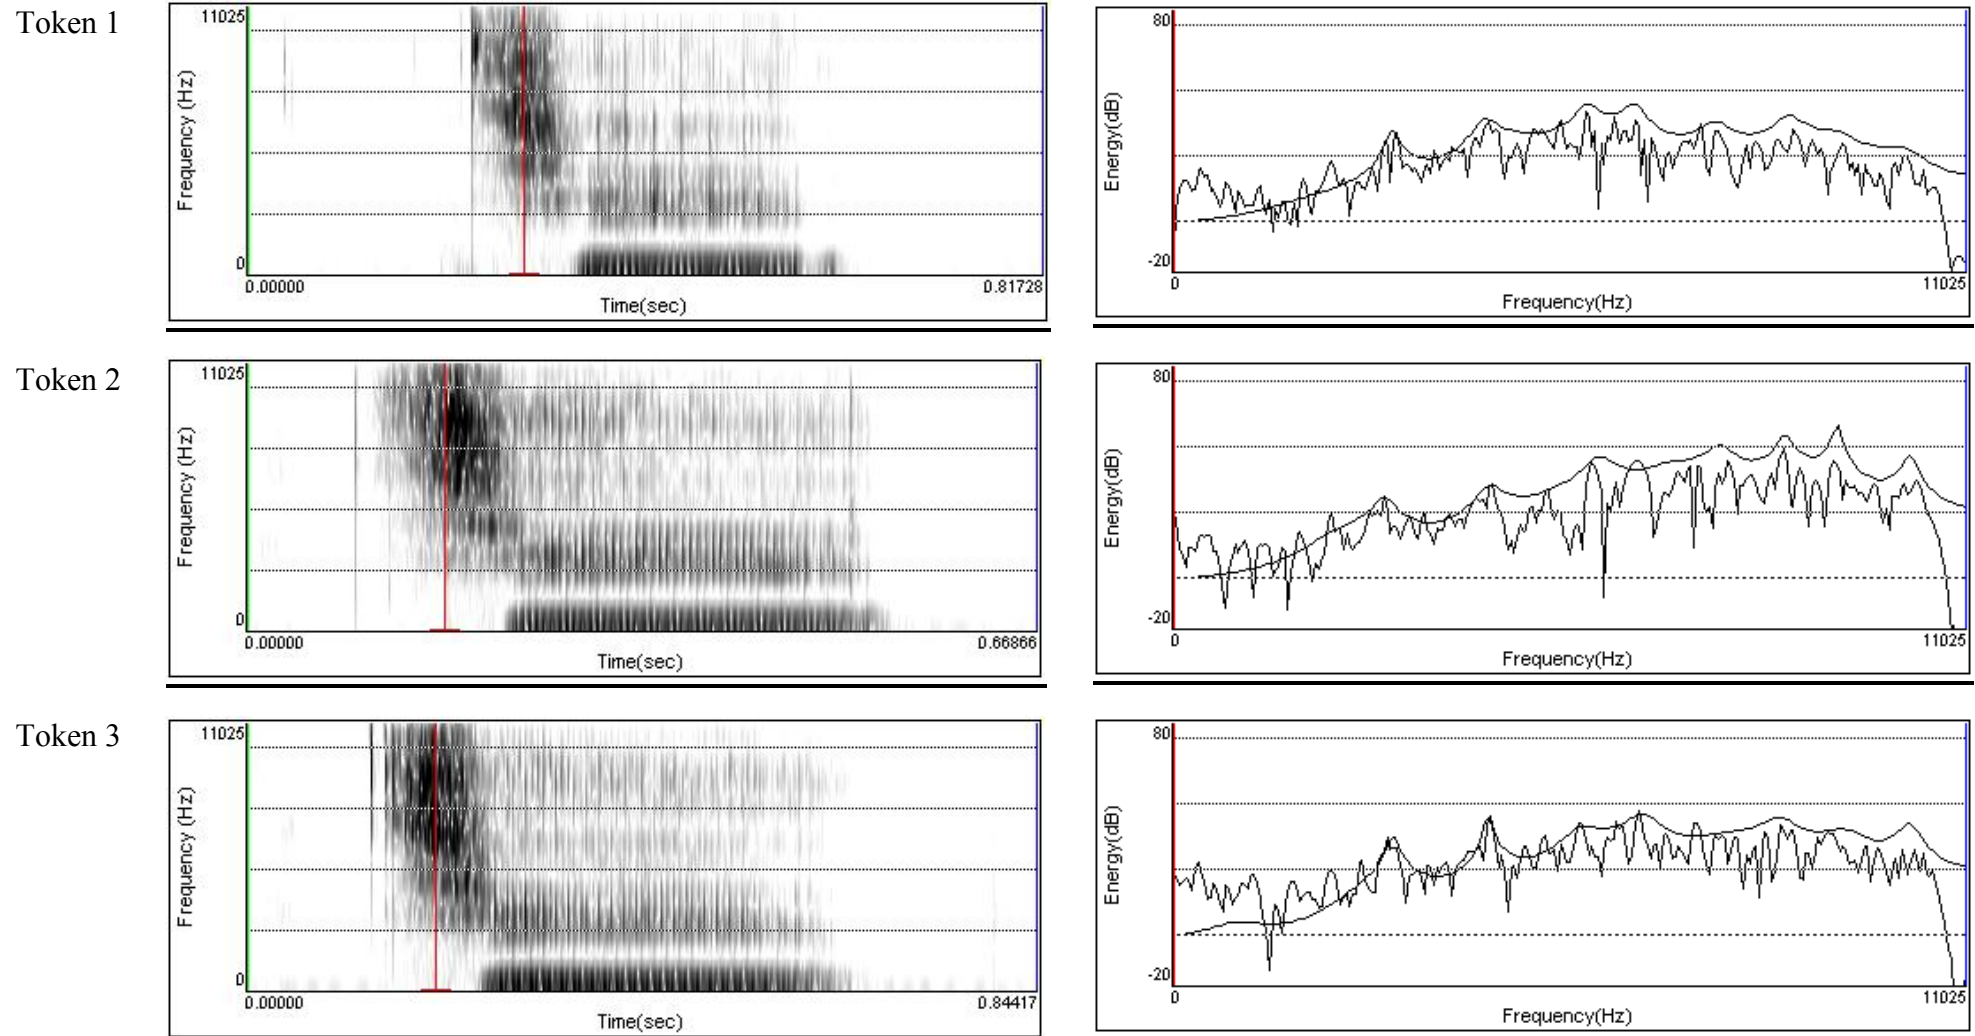 Token 1
11025
Frequency (Hz)
0
0.00000
0.81728
Time(sec)
80
Energy(dB)
-20
0
11025
Frequency(Hz)
Token 2
11025
Frequency (Hz)
0
0.00000
0.66866
Time(sec)
80
Energy(dB)
-20
0
11025
Frequency(Hz)
Token 3
11025
Frequency (Hz)
0
0.00000
0.84417
Time(sec)
80
Energy(dB)
-20
0
11025
Frequency(Hz)